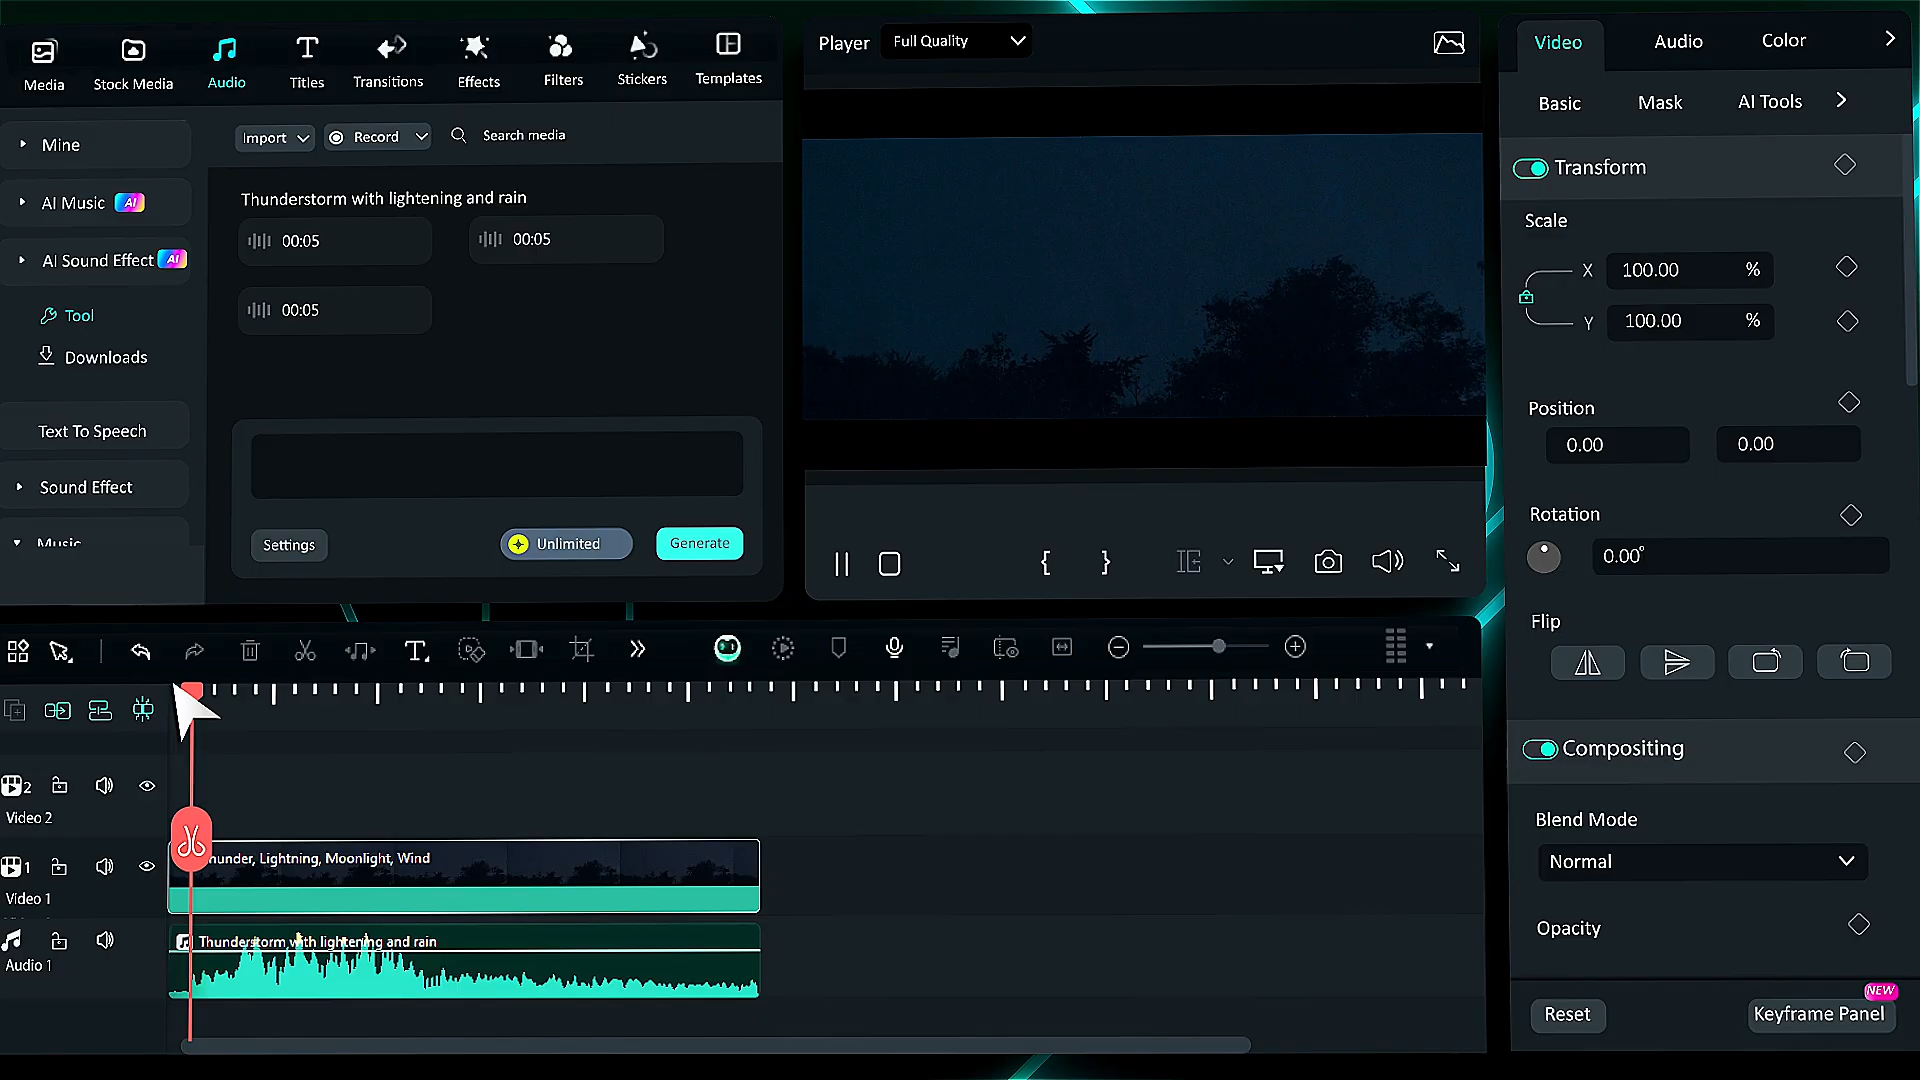 Media
Stock Media
Audio
Titles
Transitions
Effects
Filters
Stickers
Templates
Mine
AI Music AI
AI Sound Effect AI
Tool
Downloads
Text To Speech
Sound Effect
Music
Import
Record
Search media
Thunderstorm with lightening and rain
00:05
00:05
00:05
Settings
Unlimited
Generate
Player
Full Quality
Video
Audio
Color
Basic
Mask
AI Tools
Transform
Scale
X 100.00 %
Y 100.00 %
Position
0.00
0.00
Rotation
0.00°
Flip
Compositing
Blend Mode
Normal
Opacity
Reset
NEW
Keyframe Panel
2
Video 2
1
Video 1
hunder, Lightning, Moonlight, Wind
Audio 1
Thunderstorm with lightening and rain